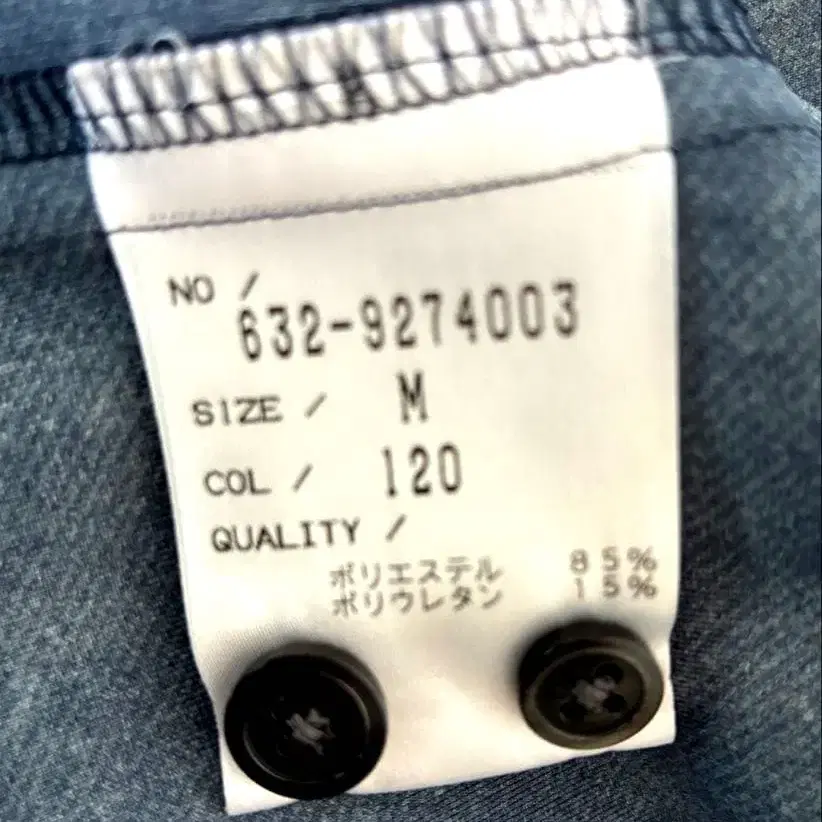 NO /
632-9274003
SIZE / M
COL / 120
QUALITY /
ポリエステル 85%
ポリウレタン 15%